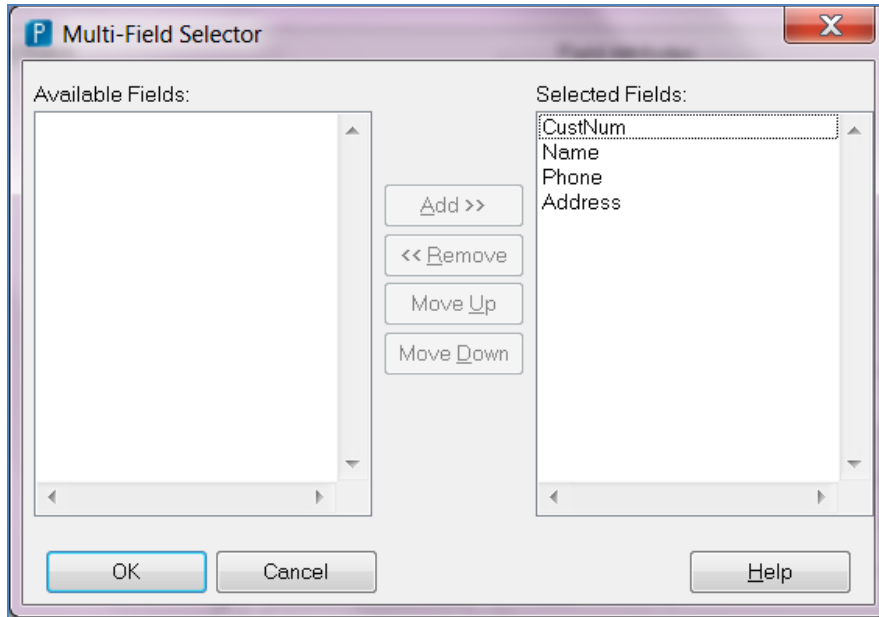 P Multi-Field Selector
X
Available Fields:
Selected Fields:
CustNum
Name
Phone
Address
Add >>
<< Remove
Move Up
Move Down
OK
Cancel
Help